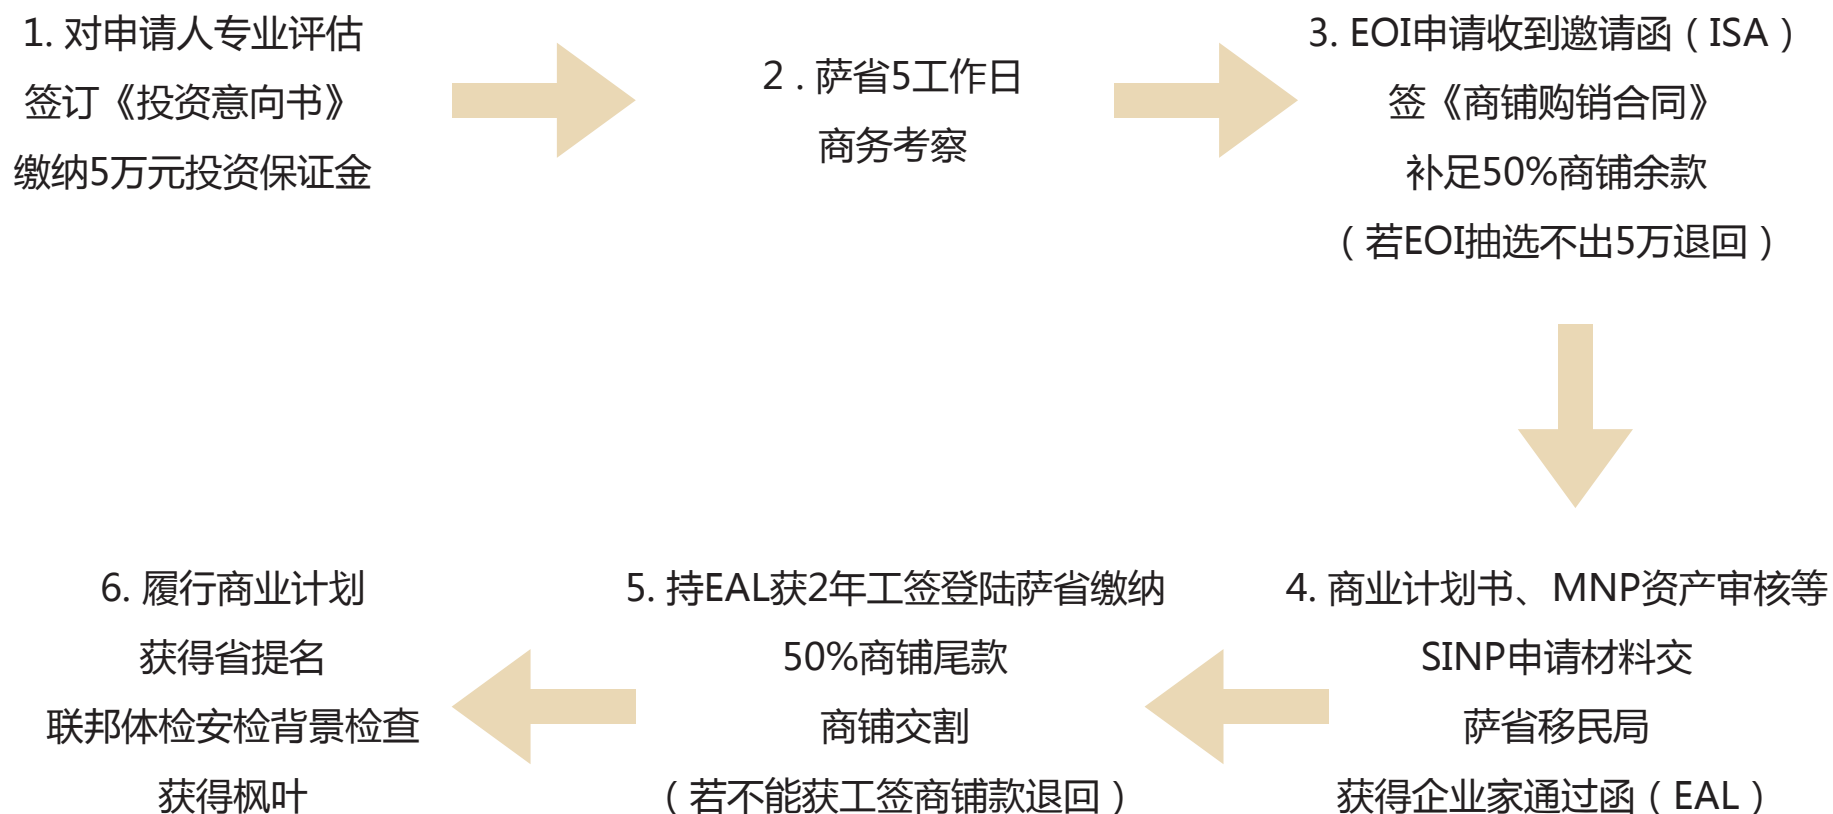 1. 对申请人专业评估
签订《投资意向书》
缴纳5万元投资保证金
2 . 萨省5工作日
商务考察
3. EOI申请收到邀请函（ISA）
签《商铺购销合同》
补足50%商铺余款
（若EOI抽选不出5万退回）
4. 商业计划书、MNP资产审核等
SINP申请材料交
萨省移民局
获得企业家通过函（EAL）
5. 持EAL获2年工签登陆萨省缴纳
50%商铺尾款
商铺交割
（若不能获工签商铺款退回）
6. 履行商业计划
获得省提名
联邦体检安检背景检查
获得枫叶